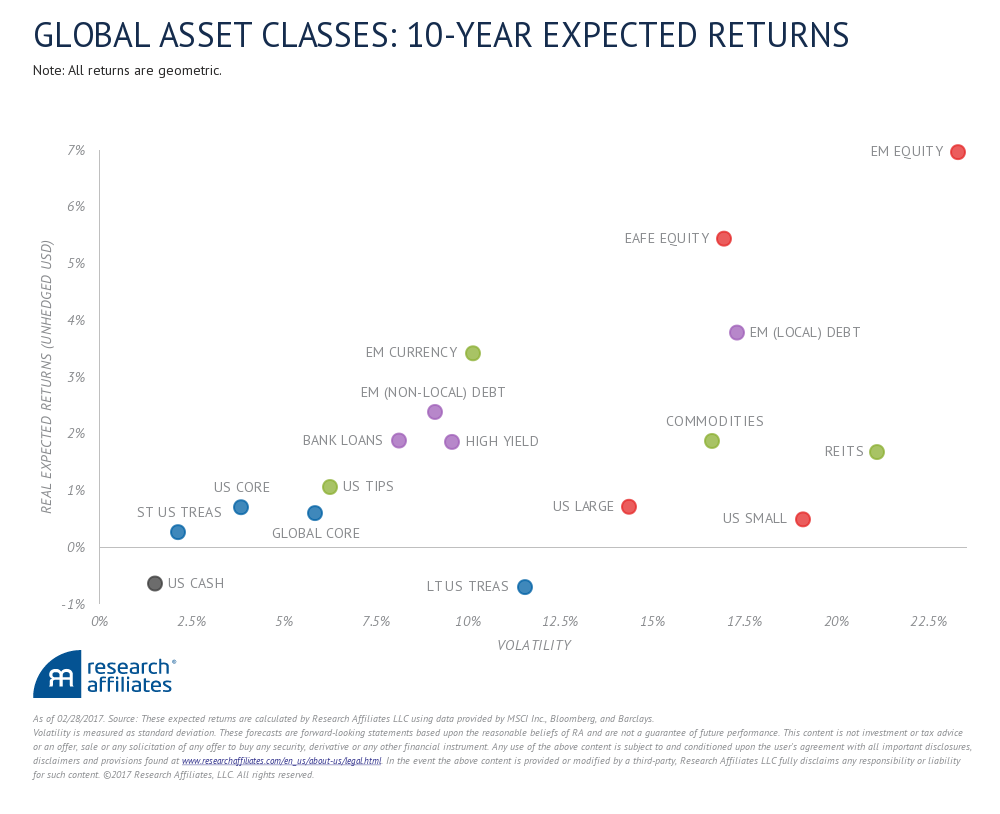 GLOBAL ASSET CLASSES: 10-YEAR EXPECTED RETURNS
Note: All returns are geometric.
7%
EM EQUITY
6%
EAFE EQUITY
5%
REAL EXPECTED RETURNS (UNHEDGED USD)
4%
EM (LOCAL) DEBT
EM CURRENCY
3%
EM (NON-LOCAL) DEBT
COMMODITIES
2%
BANK LOANS
HIGH YIELD
REITS
1%
US CORE
US TIPS
US LARGE
ST US TREAS
US SMALL
GLOBAL CORE
0%
US CASH
LT US TREAS
-1%
0% 2.5% 5% 7.5% 10% 12.5% 15% 17.5% 20% 22.5%
VOLATILITY
research
affiliates
As of 02/28/2017. Source: These expected returns are calculated by Research Affiliates LLC using data provided by MSCI Inc., Bloomberg, and Barclays.
Volatility is measured as standard deviation. These forecasts are forward-looking statements based upon the reasonable beliefs of RA and are not a guarantee of future performance. This content is not investment or tax advice
or an offer, sale or any solicitation of any offer to buy any security, derivative or any other financial instrument. Any use of the above content is subject to and conditioned upon the user's agreement with all important disclosures,
disclaimers and provisions found at www.researchaffiliates.com/en_us/about-us/legal.html. In the event the above content is provided or modified by a third-party, Research Affiliates LLC fully disclaims any responsibility or liability
for such content. ©2017 Research Affiliates, LLC. All rights reserved.